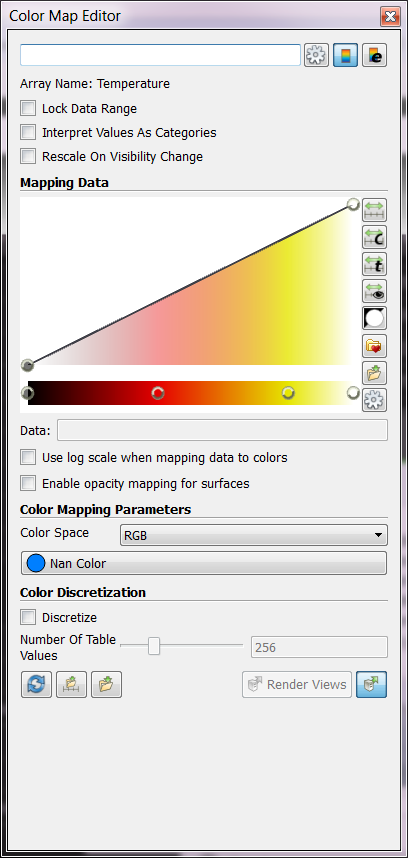 Color Map Editor
e
Array Name: Temperature
Lock Data Range
Interpret Values As Categories
Rescale On Visibility Change
Mapping Data
c
t
Data:
Use log scale when mapping data to colors
Enable opacity mapping for surfaces
Color Mapping Parameters
Color Space RGB
Nan Color
Color Discretization
Discretize
Number Of Table
Values 256
Render Views